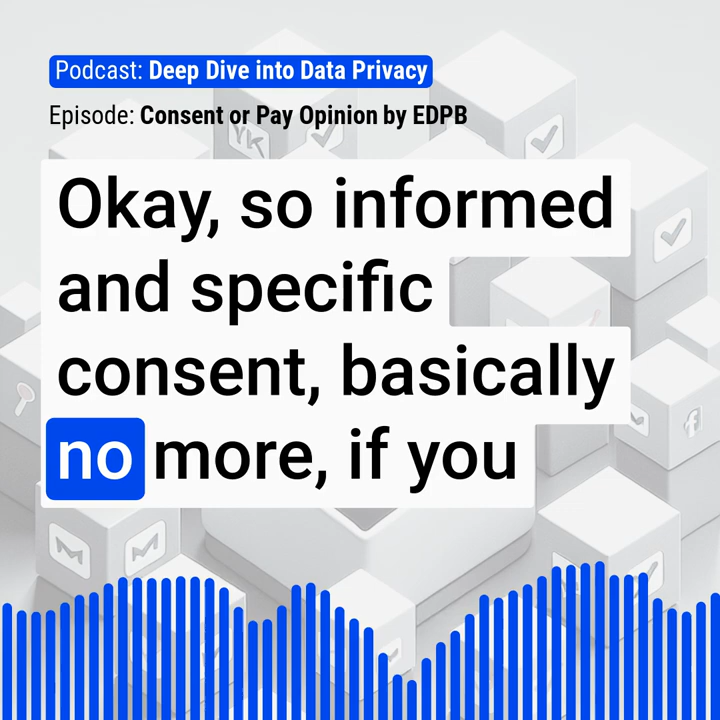 Podcast: Deep Dive into Data Privacy
Episode: Consent or Pay Opinion by EDPB
Okay, so informed
and specific
consent, basically
no more, if you